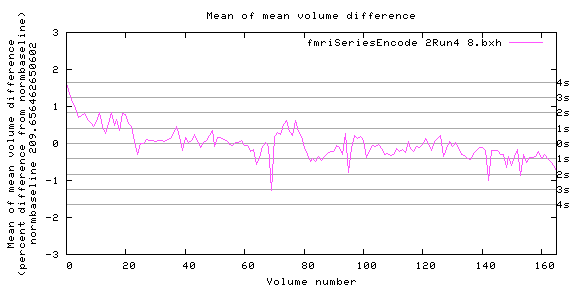 Mean of mean volume difference
fmriSeriesEncode 2Run4 8.bxh
Mean of mean volume difference
(percent difference from normbaseline)
normbaseline 209.656462650602
3
2
1
0
-1
-2
-3
4s
3s
2s
1s
0s
1s
2s
3s
4s
0 20 40 60 80 100 120 140 160
Volume number